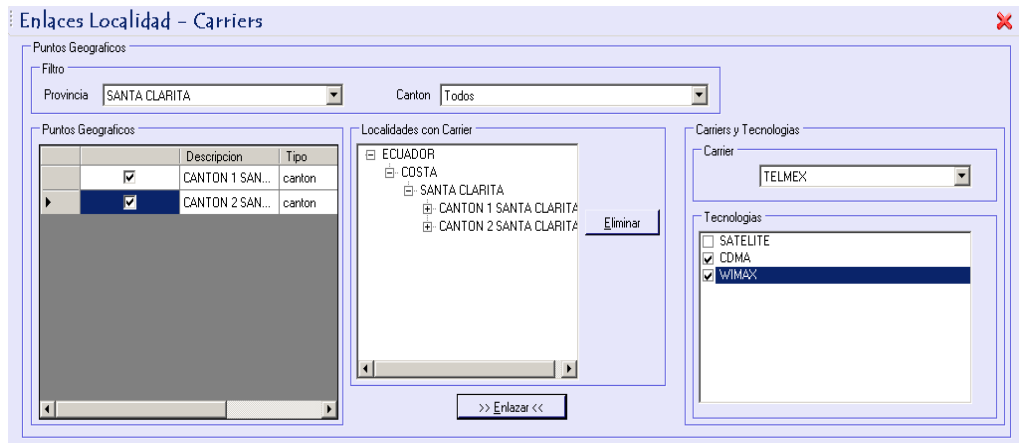 Enlaces Localidad - Carriers
Puntos Geograficos
Filtro
Provincia SANTA CLARITA Canton Todos
Puntos Geograficos
Descripcion Tipo
CANTON 1 SAN... canton
CANTON 2 SAN... canton
Localidades con Carrier
ECUADOR
COSTA
SANTA CLARITA
CANTON 1 SANTA CLARITA
CANTON 2 SANTA CLARITA
Eliminar
>> Enlazar <<
Carriers y Tecnologias
Carrier
TELMEX
Tecnologias
SATELITE
CDMA
WIMAX